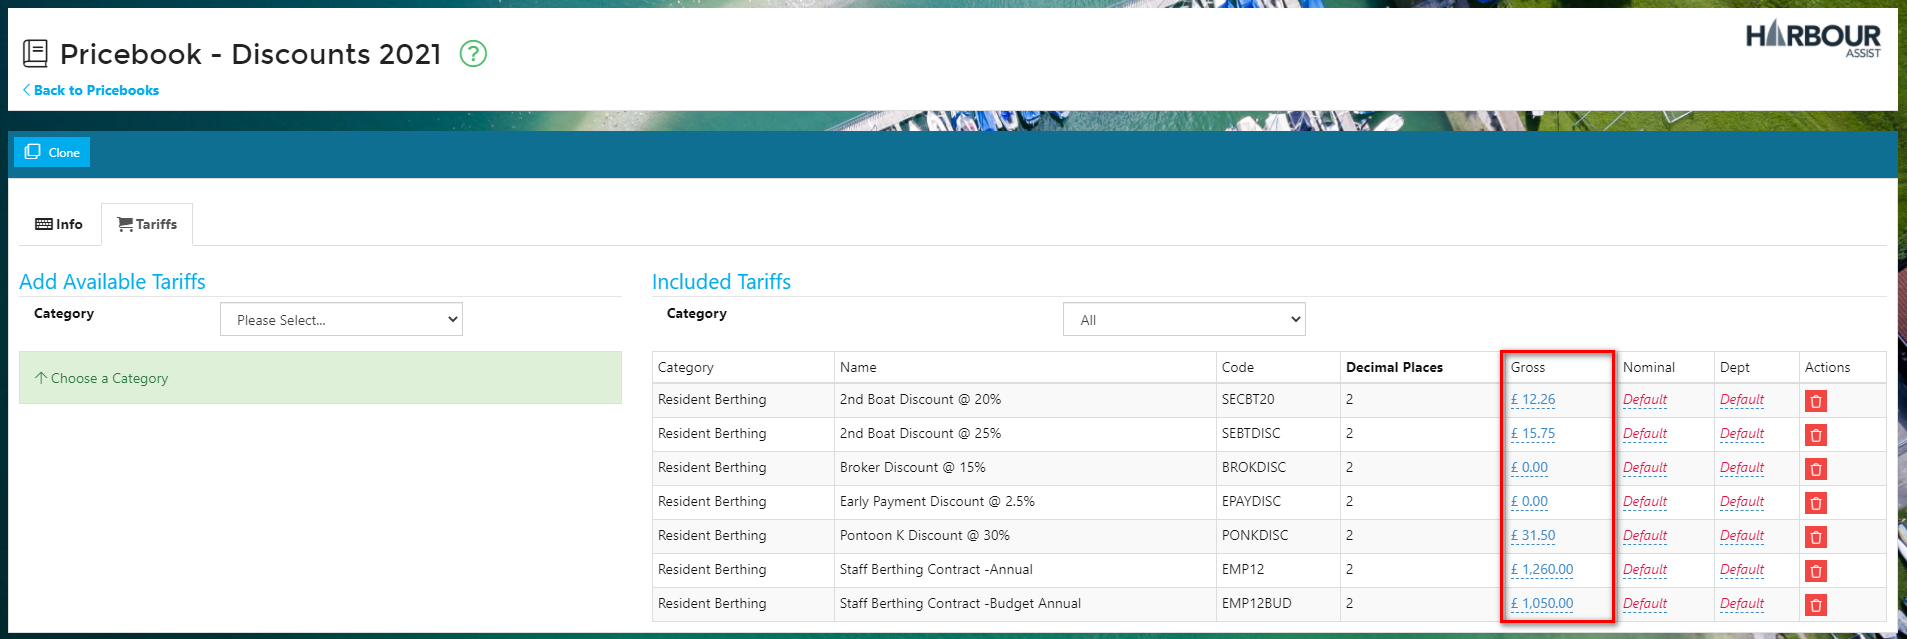 Pricebook - Discounts 2021 ?
HARBOUR
ASSIST
Back to Pricebooks
Clone
Info
Tariffs
Add Available Tariffs
Category
Please Select...
Choose a Category
Included Tariffs
Category
All
Category Name Code Decimal Places Gross Nominal Dept Actions
Resident Berthing 2nd Boat Discount @ 20% SECBT20 2 £ 12.26 Default Default
Resident Berthing 2nd Boat Discount @ 25% SEBTDISC 2 £ 15.75 Default Default
Resident Berthing Broker Discount @ 15% BROKDISC 2 £ 0.00 Default Default
Resident Berthing Early Payment Discount @ 2.5% EPAYDISC 2 £ 0.00 Default Default
Resident Berthing Pontoon K Discount @ 30% PONKDISC 2 £ 31.50 Default Default
Resident Berthing Staff Berthing Contract -Annual EMP12 2 £ 1,260.00 Default Default
Resident Berthing Staff Berthing Contract -Budget Annual EMP12BUD 2 £ 1,050.00 Default Default